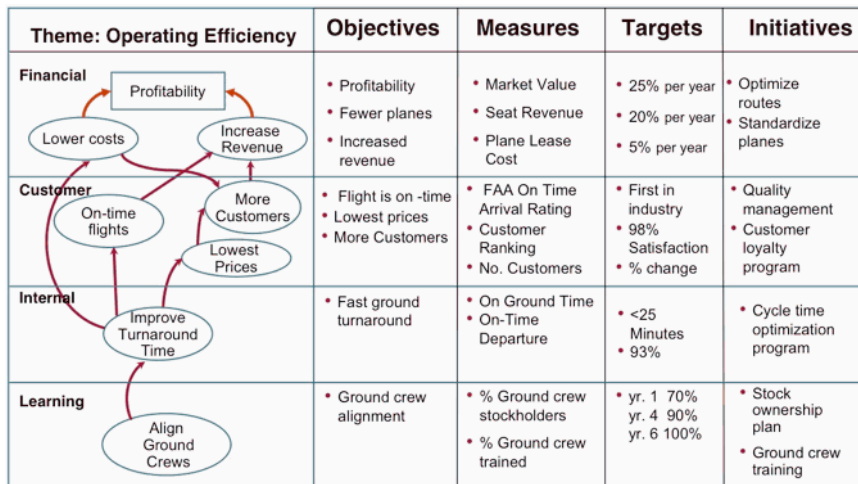 Theme: Operating Efficiency
Objectives
Measures
Targets
Initiatives
Financial
Profitability
Lower costs
Increase
Revenue
• Profitability
• Fewer planes
• Increased
revenue
• Market Value
• Seat Revenue
• Plane Lease
Cost
• 25% per year
• 20% per year
• 5% per year
• Optimize
routes
• Standardize
planes
Customer
On-time
flights
More
Customers
Lowest
Prices
• Flight is on -time
• Lowest prices
• More Customers
• FAA On Time
Arrival Rating
• Customer
Ranking
• No. Customers
• First in
industry
• 98%
Satisfaction
• % change
• Quality
management
• Customer
loyalty
program
Internal
Improve
Turnaround
Time
• Fast ground
turnaround
• On Ground Time
• On-Time
Departure
• <25
Minutes
• 93%
• Cycle time
optimization
program
Learning
Align
Ground
Crews
• Ground crew
alignment
• % Ground crew
stockholders
• % Ground crew
trained
• yr. 1 70%
yr. 4 90%
yr. 6 100%
• Stock
ownership
plan
• Ground crew
training